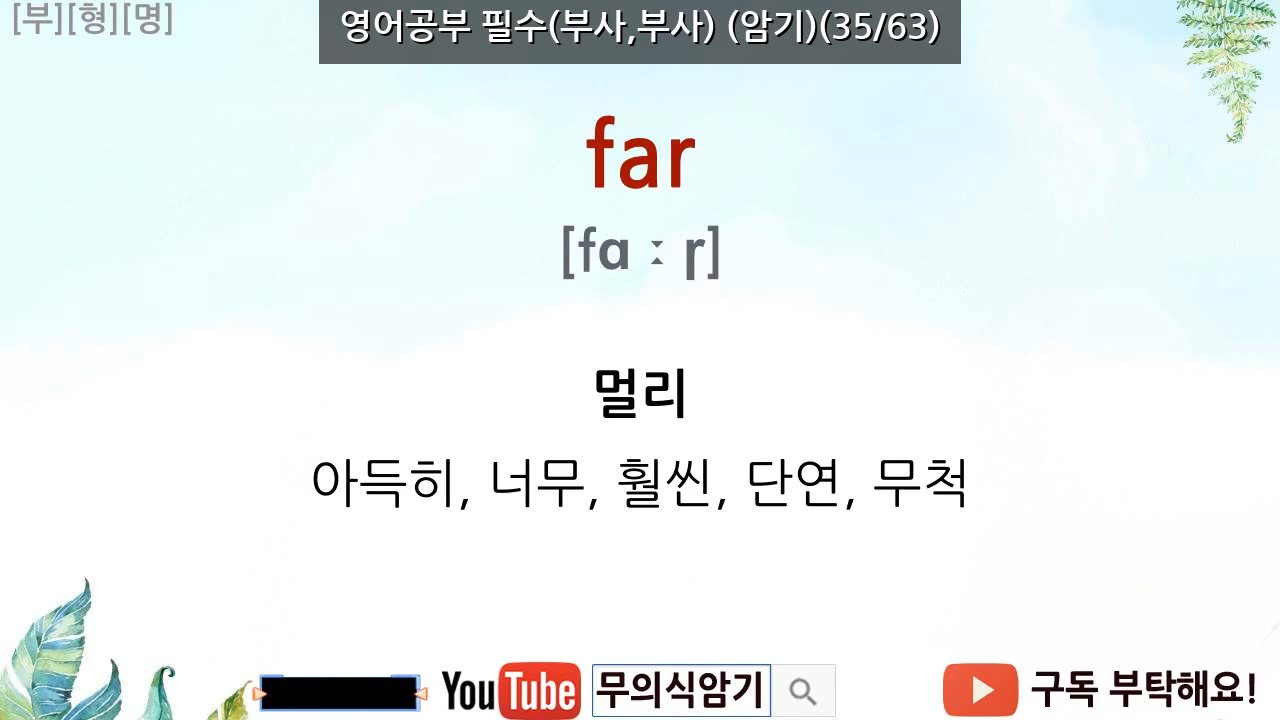 [부][형][명]
영어공부 필수(부사,부사) (암기)(35/63)
far
[fɑːr]
멀리
아득히, 너무, 훨씬, 단연, 무척
YouTube 무의식암기 구독 부탁해요!